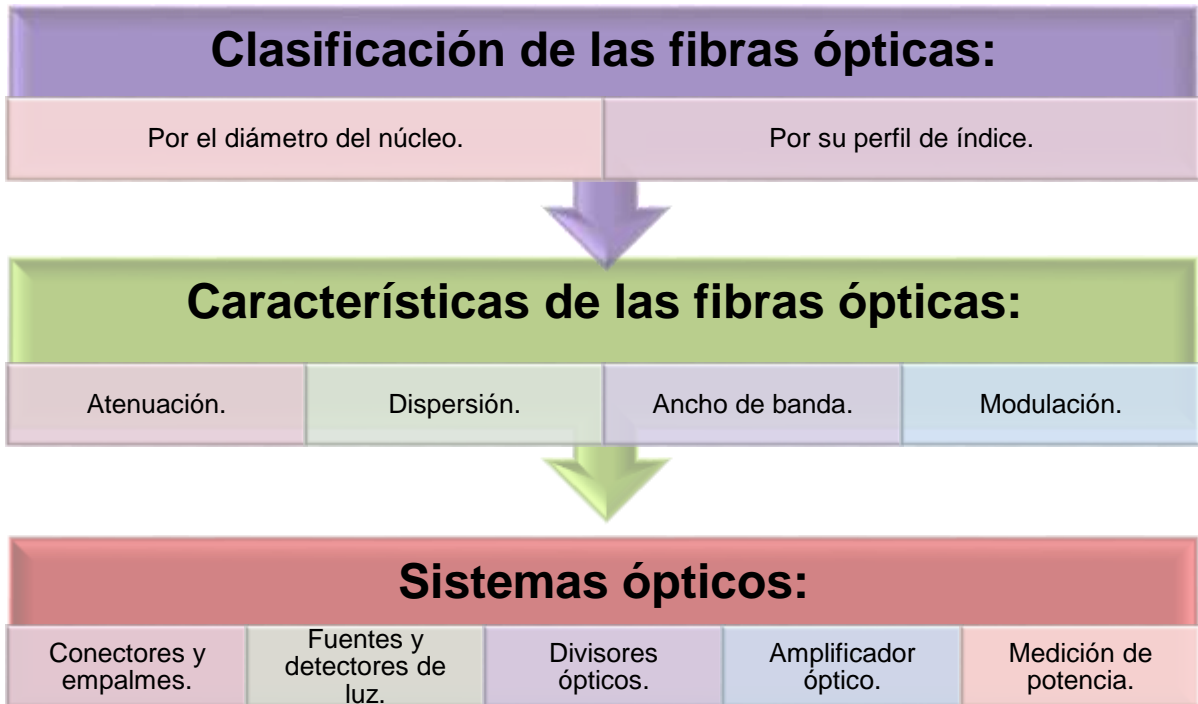 Clasificación de las fibras ópticas:
Por el diámetro del núcleo.
Por su perfil de índice.
Características de las fibras ópticas:
Atenuación.
Dispersión.
Ancho de banda.
Modulación.
Sistemas ópticos:
Conectores y
empalmes.
Fuentes y
detectores de
luz.
Divisores
ópticos.
Amplificador
óptico.
Medición de
potencia.